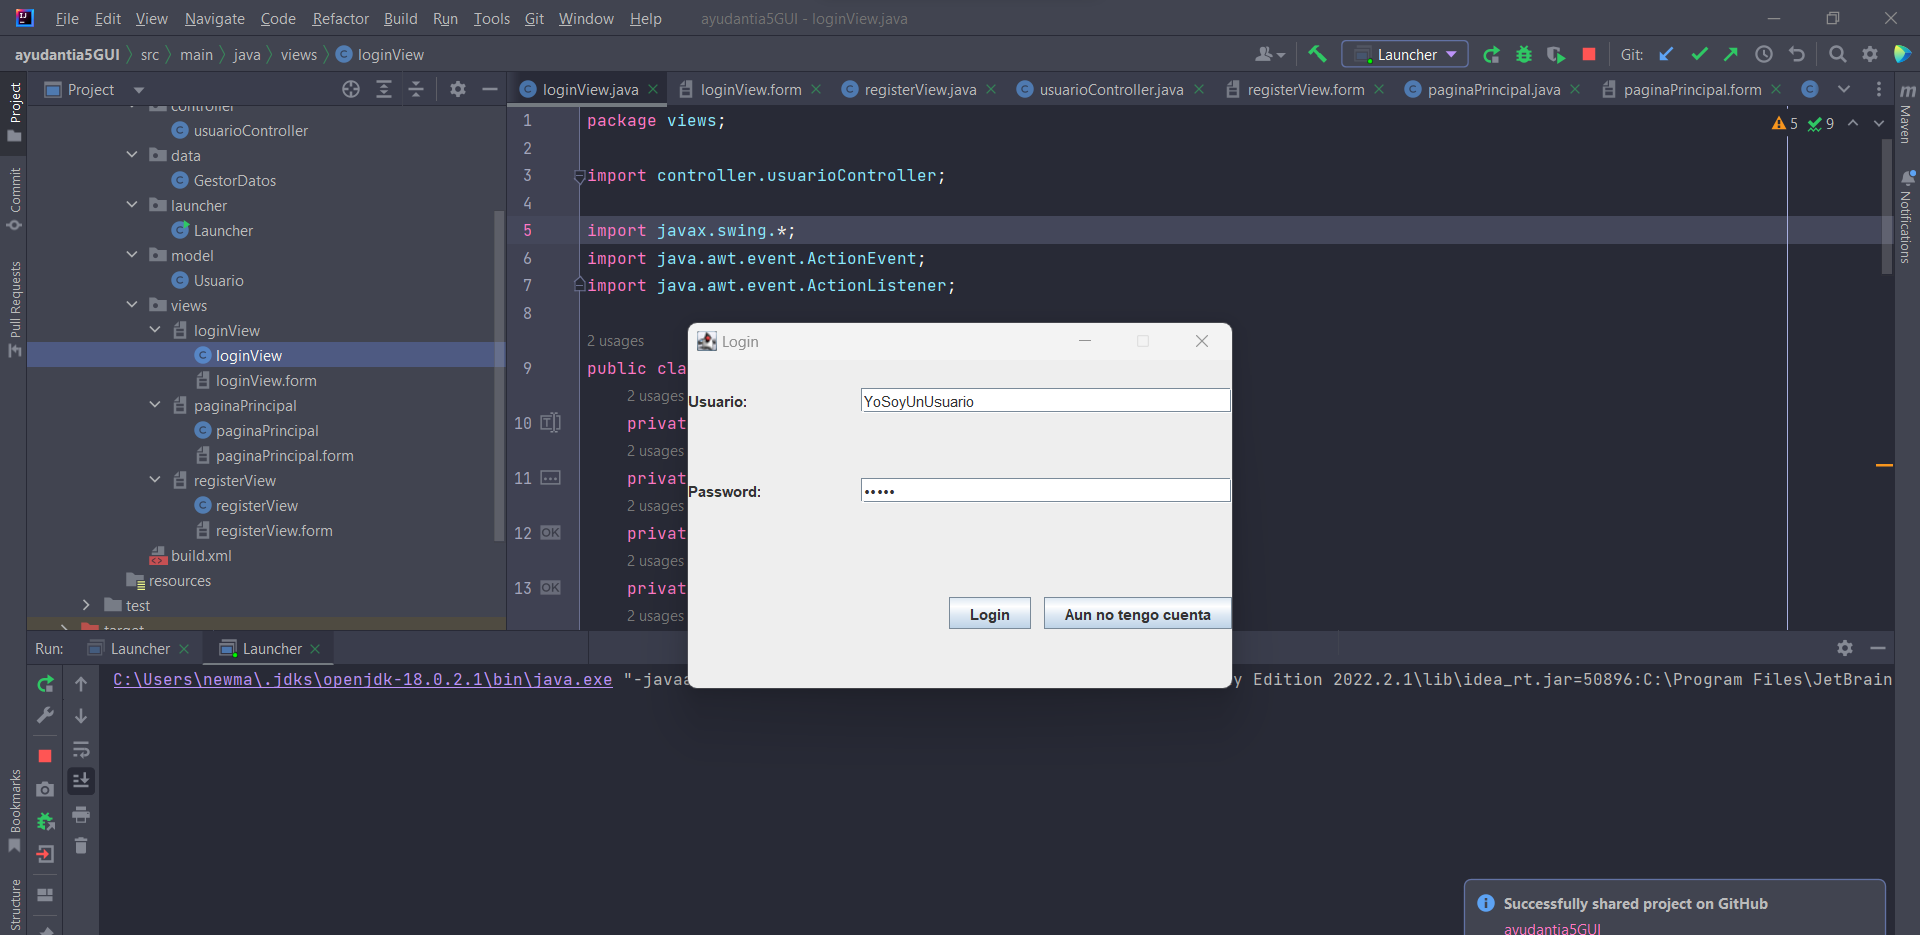 File Edit View Navigate Code Refactor Build Run Tools Git Window Help ayudantia5GUI - loginView.java
ayudantia5GUI src main java views loginView Launcher Git:
Project
loginView.java loginView.form registerView.java usuarioController.java registerView.form paginaPrincipal.java paginaPrincipal.form
Project
Commit
Pull Requests
Bookmarks
Structure
controller
usuarioController
data
GestorDatos
launcher
Launcher
model
Usuario
views
loginView
loginView
loginView.form
paginaPrincipal
paginaPrincipal
paginaPrincipal.form
registerView
registerView
registerView.form
build.xml
resources
test
target
1 package views;
2
3 import controller.usuarioController;
4
5 import javax.swing.*;
6 import java.awt.event.ActionEvent;
7 import java.awt.event.ActionListener;
8
2 usages
9 public cla
2 usages
10 privat
2 usages
11 privat
2 usages
12 OK privat
2 usages
13 OK privat
2 usages
5 9
Maven
Notifications
Login
Usuario: YoSoyUnUsuario
Password: •••••
Login Aun no tengo cuenta
Run: Launcher Launcher
C:\Users\newma\.jdks\openjdk-18.0.2.1\bin\java.exe "-javaa y Edition 2022.2.1\lib\idea_rt.jar=50896:C:\Program Files\JetBrain
Successfully shared project on GitHub
ayudantia5GUI